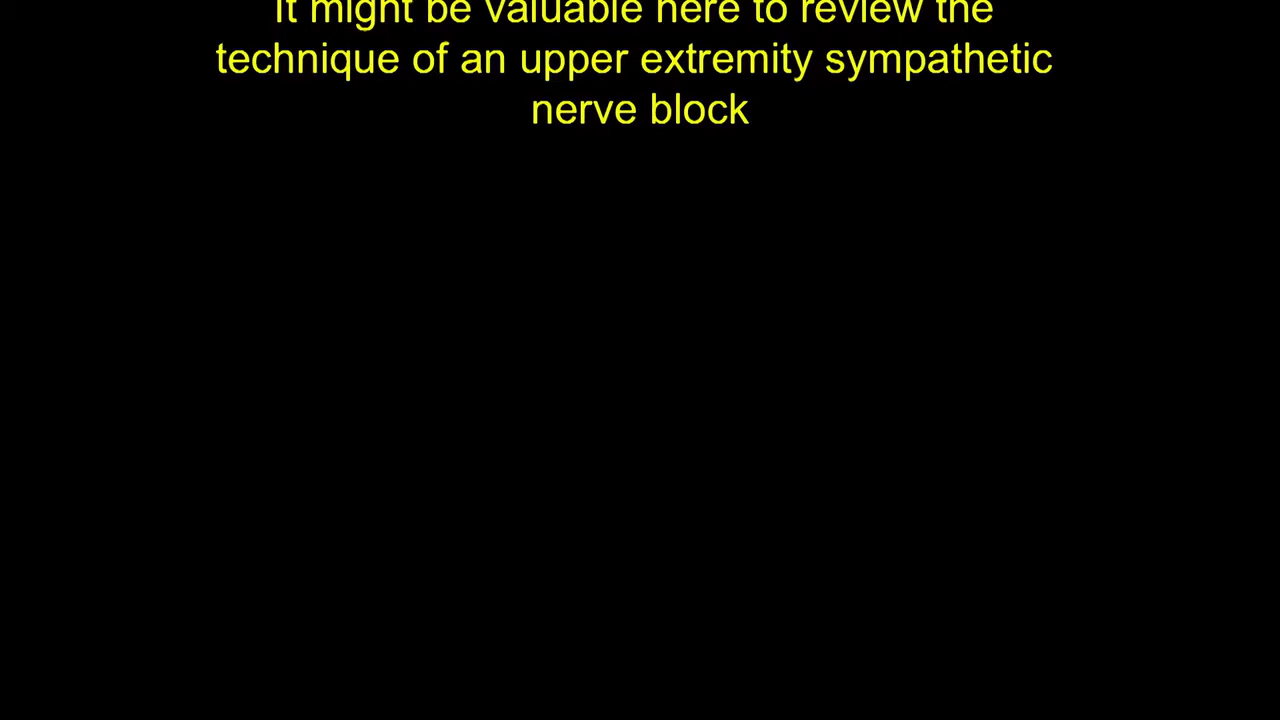 It might be valuable here to review the
technique of an upper extremity sympathetic
nerve block